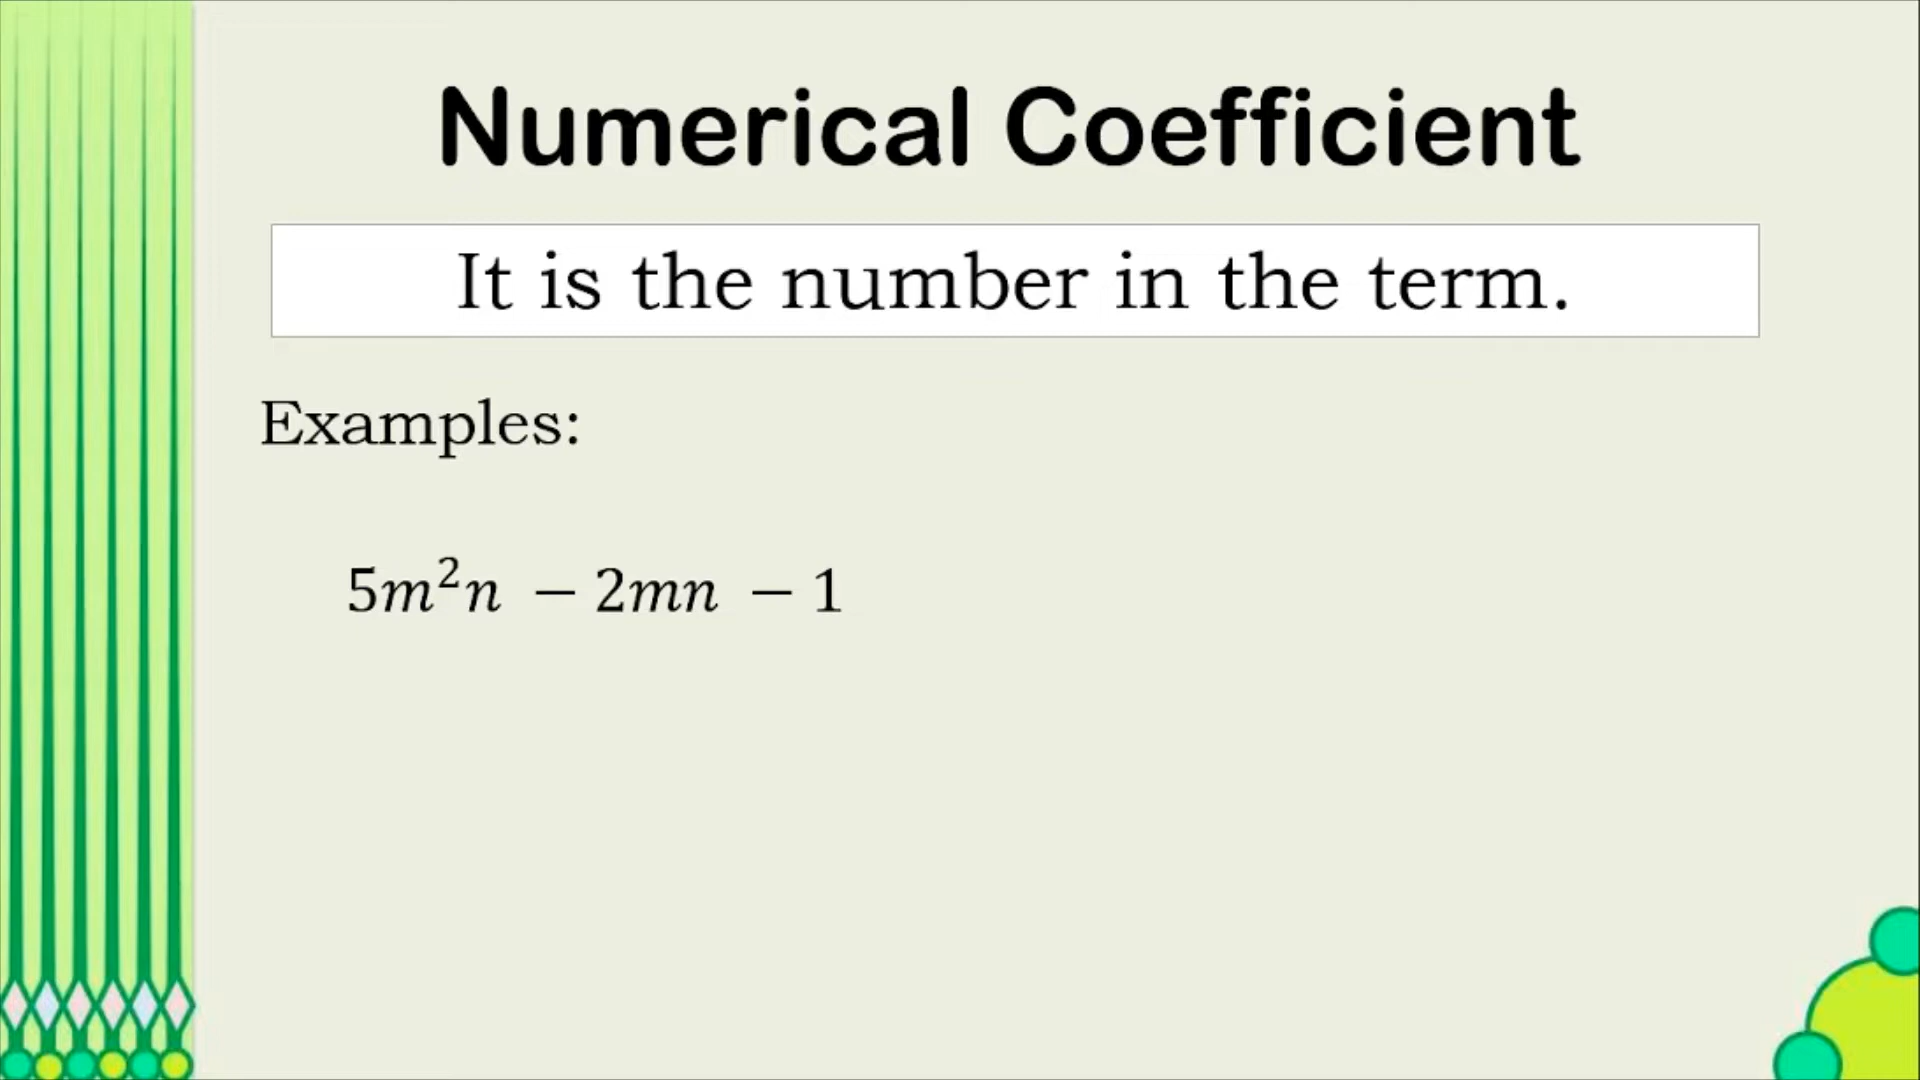 Numerical Coefficient
It is the number in the term.
Examples:
5m²n − 2mn − 1